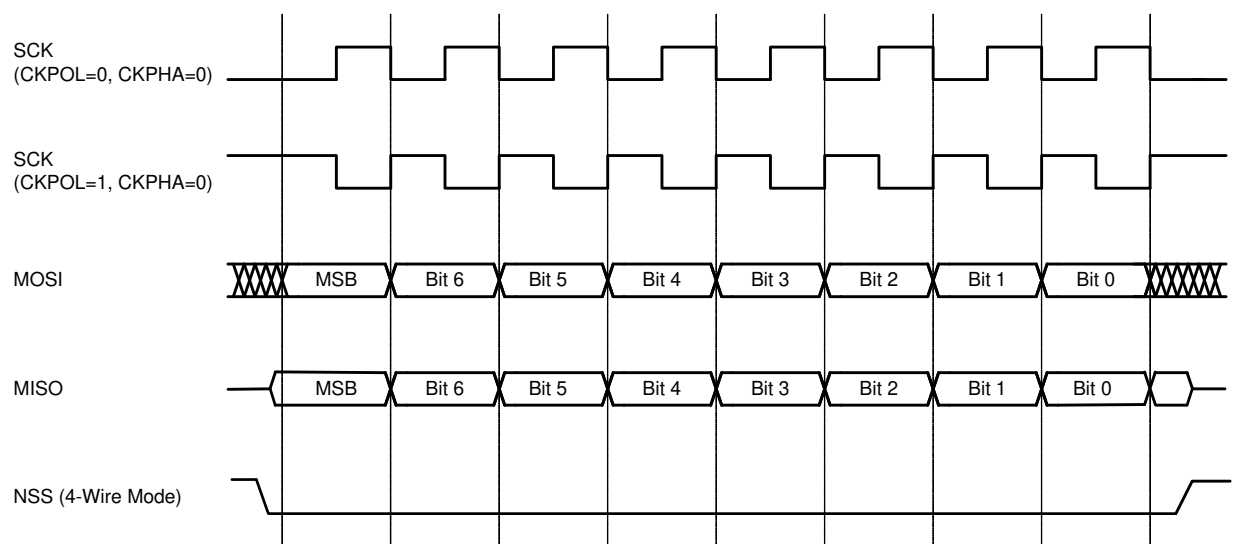 SCK
(CKPOL=0, CKPHA=0)
SCK
(CKPOL=1, CKPHA=0)
MOSI MSB Bit 6 Bit 5 Bit 4 Bit 3 Bit 2 Bit 1 Bit 0
MISO MSB Bit 6 Bit 5 Bit 4 Bit 3 Bit 2 Bit 1 Bit 0
NSS (4-Wire Mode)